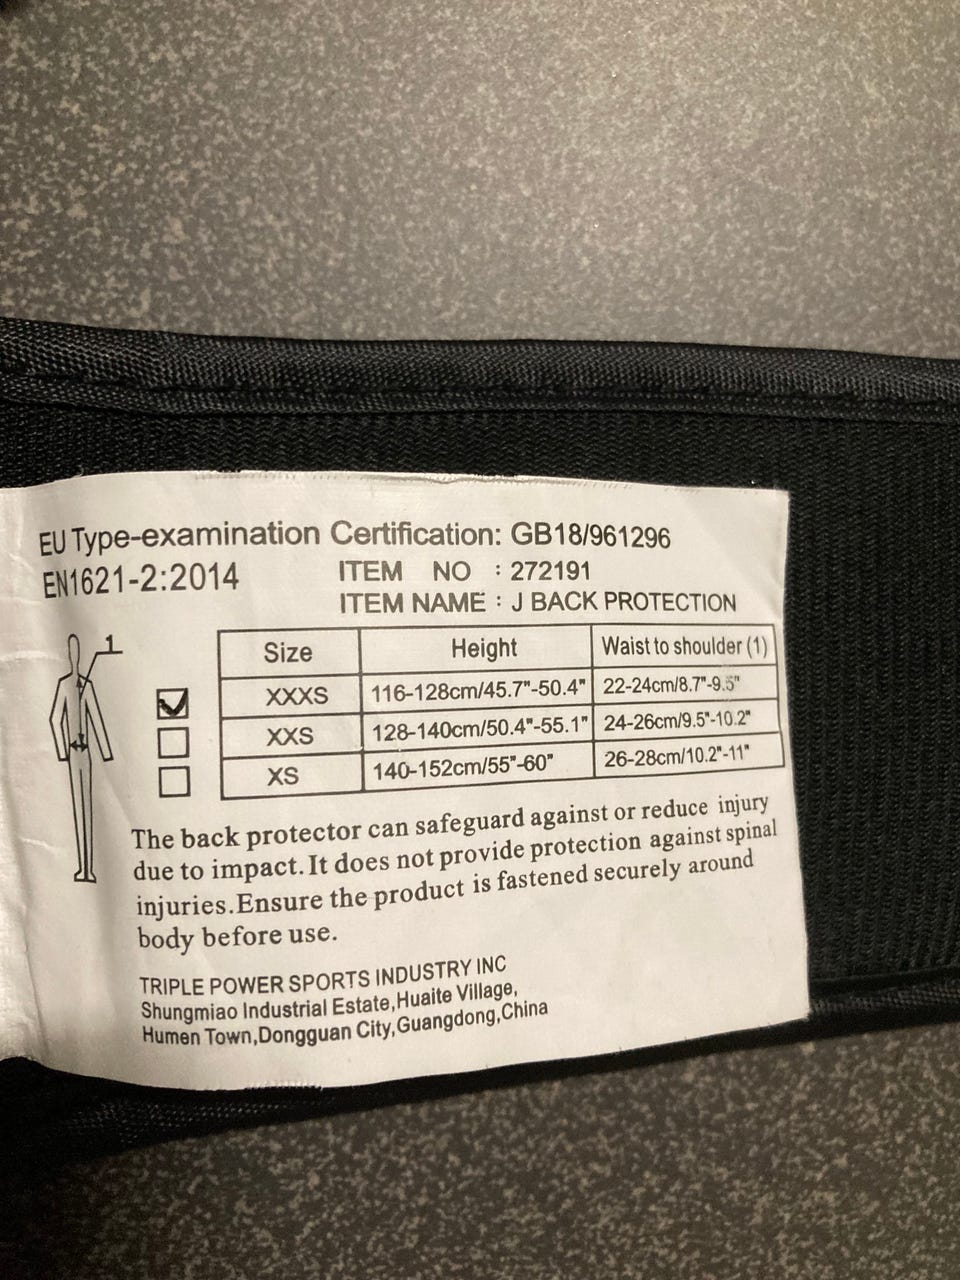 EU Type-examination Certification: GB18/961296
EN1621-2:2014 ITEM NO : 272191
ITEM NAME : J BACK PROTECTION
1
Size Height Waist to shoulder (1)
XXXS 116-128cm/45.7"-50.4" 22-24cm/8.7"-9.5"
XXS 128-140cm/50.4"-55.1" 24-26cm/9.5"-10.2"
XS 140-152cm/55"-60" 26-28cm/10.2"-11"
The back protector can safeguard against or reduce injury
due to impact.It does not provide protection against spinal
injuries.Ensure the product is fastened securely around
body before use.
TRIPLE POWER SPORTS INDUSTRY INC
Shungmiao Industrial Estate,Huaite Village,
Humen Town,Dongguan City,Guangdong,China